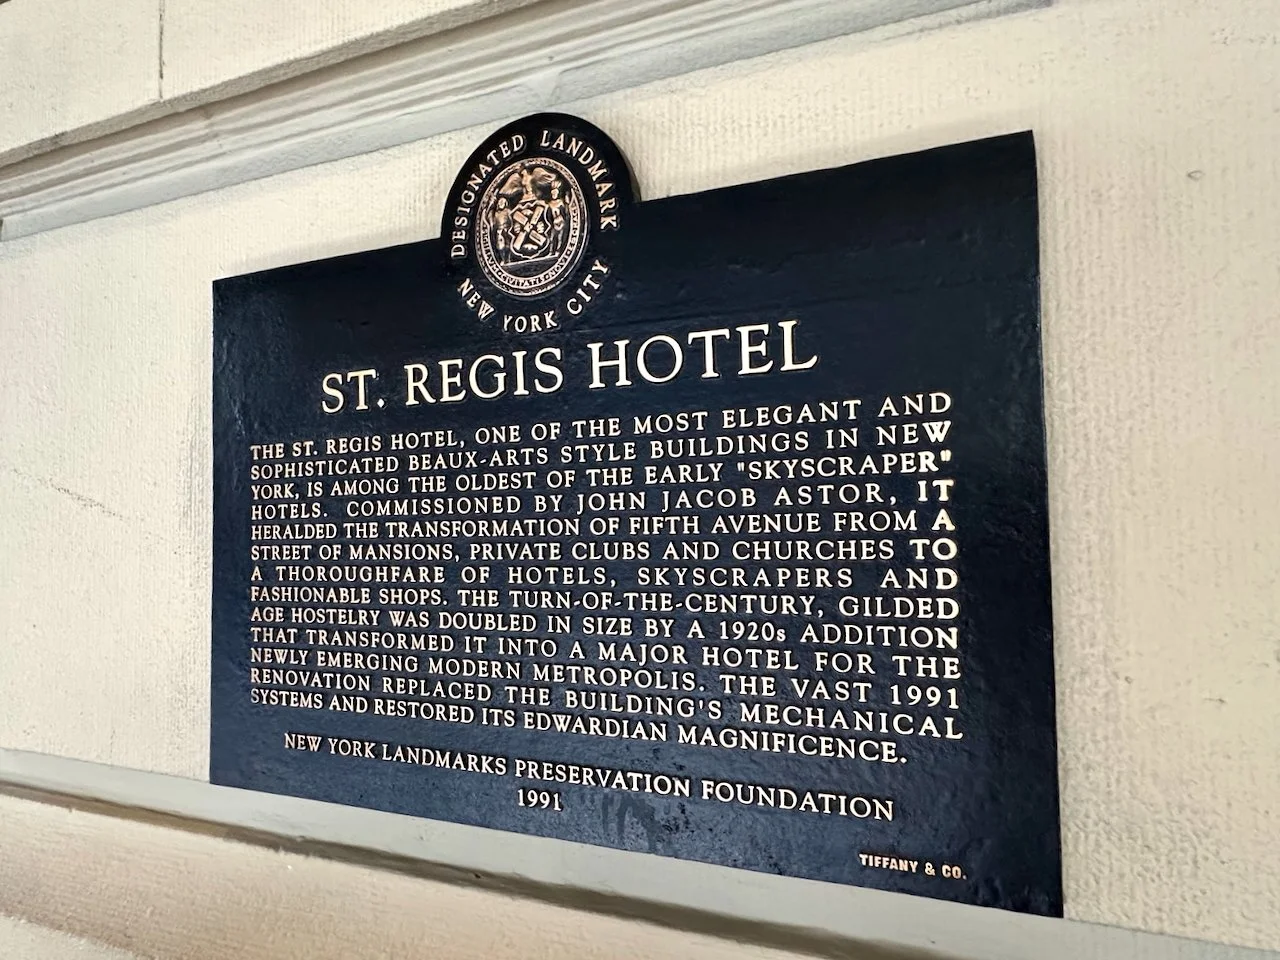 DESIGNATED LANDMARK
NEW YORK CITY
ST. REGIS HOTEL
THE ST. REGIS HOTEL, ONE OF THE MOST ELEGANT AND
SOPHISTICATED BEAUX-ARTS STYLE BUILDINGS IN NEW
YORK, IS AMONG THE OLDEST OF THE EARLY "SKYSCRAPER"
HOTELS. COMMISSIONED BY JOHN JACOB ASTOR, IT
HERALDED THE TRANSFORMATION OF FIFTH AVENUE FROM A
STREET OF MANSIONS, PRIVATE CLUBS AND CHURCHES TO
A THOROUGHFARE OF HOTELS, SKYSCRAPERS AND
FASHIONABLE SHOPS. THE TURN-OF-THE-CENTURY, GILDED
AGE HOSTELRY WAS DOUBLED IN SIZE BY A 1920s ADDITION
THAT TRANSFORMED IT INTO A MAJOR HOTEL FOR THE
NEWLY EMERGING MODERN METROPOLIS. THE VAST 1991
RENOVATION REPLACED THE BUILDING'S MECHANICAL
SYSTEMS AND RESTORED ITS EDWARDIAN MAGNIFICENCE.
NEW YORK LANDMARKS PRESERVATION FOUNDATION
1991
TIFFANY & CO.